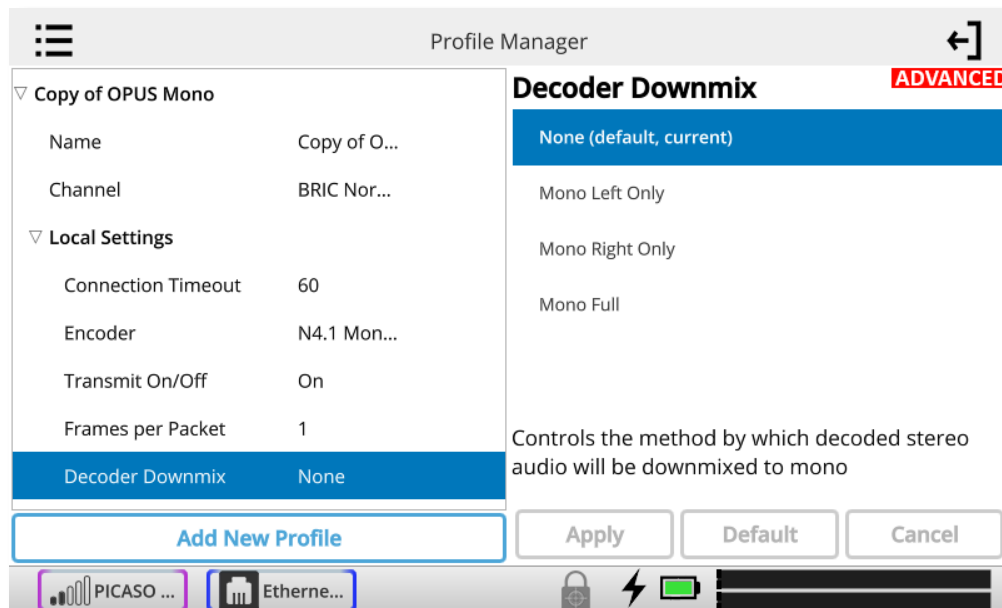 Profile Manager
Copy of OPUS Mono
Name Copy of O...
Channel BRIC Nor...
Local Settings
Connection Timeout 60
Encoder N4.1 Mon...
Transmit On/Off On
Frames per Packet 1
Decoder Downmix None
Add New Profile
Decoder Downmix
ADVANCED
None (default, current)
Mono Left Only
Mono Right Only
Mono Full
Controls the method by which decoded stereo
audio will be downmixed to mono
Apply Default Cancel
PICASO ... Etherne...